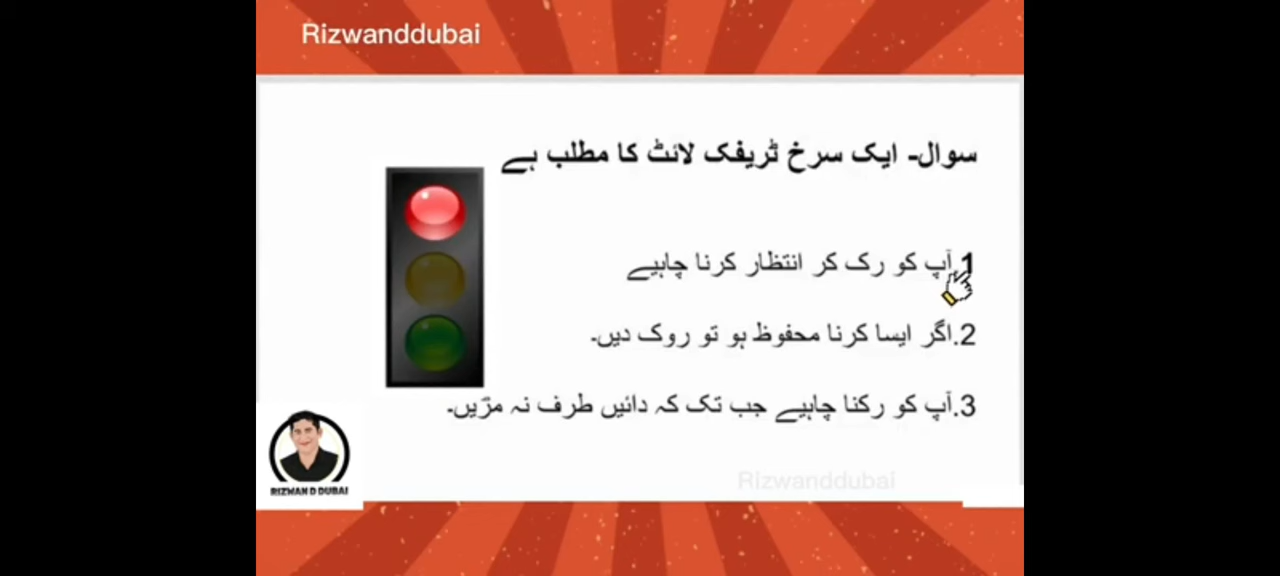 Rizwanddubai
سوال- ایک سرخ ٹریفک لائٹ کا مطلب ہے
1.آپ کو رک کر انتظار کرنا چاہیے
2.اگر ایسا کرنا محفوظ ہو تو روک دیں۔
3.آپ کو رکنا چاہیے جب تک کہ دائیں طرف نہ مڑیں۔
RIZWAN D DUBAI
Rizwanddubai